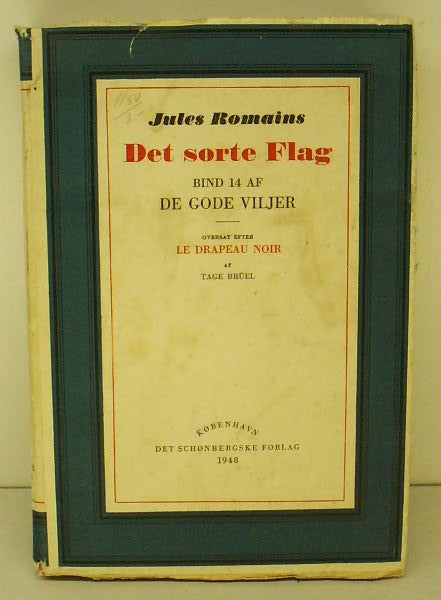 Jules Romains
Det sorte Flag
BIND 14 AF
DE GODE VILJER
OVERSAT EFTER
LE DRAPEAU NOIR
AF
TAGE BRÜEL
KØBENHAVN
DET SCHØNBERGSKE FORLAG
1948